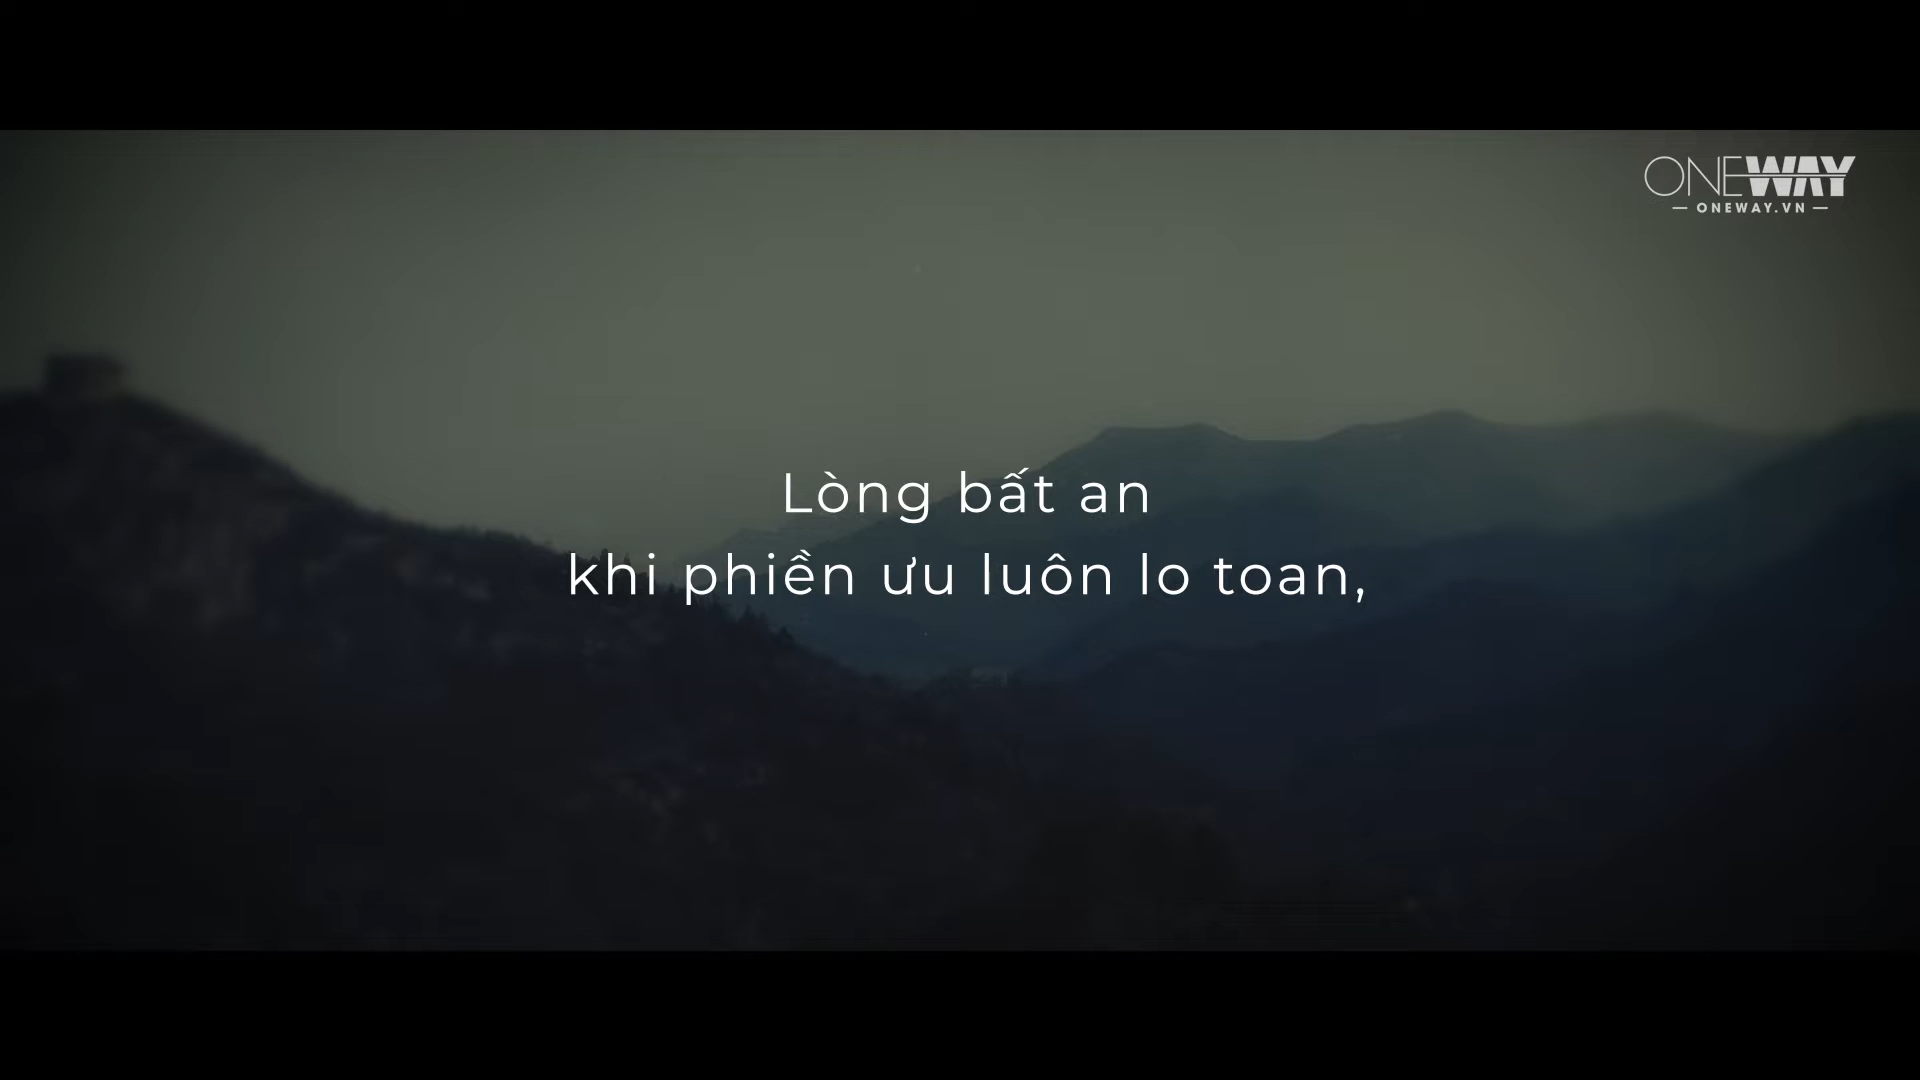 ONEWAY
— ONEWAY.VN —
Lòng bất an
khi phiền ưu luôn lo toan,